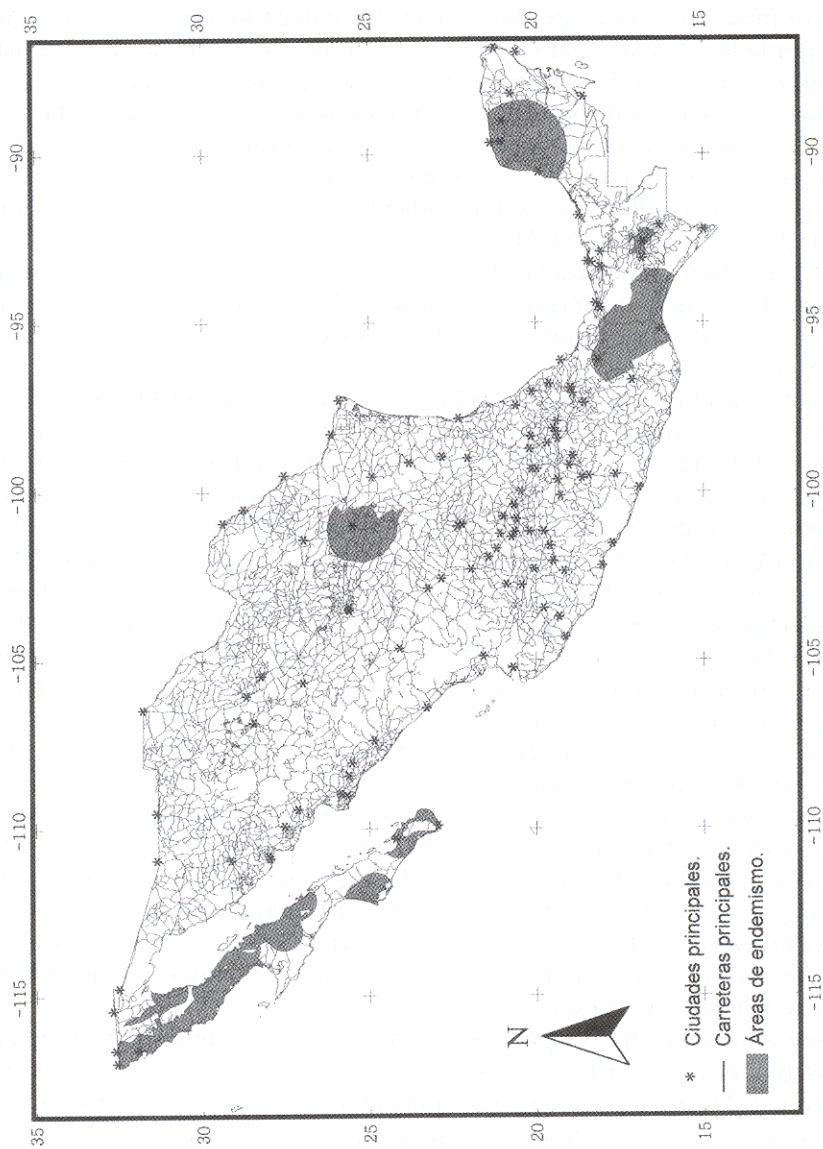 -115 -110 -105 -100 -95 -90
35 35
30 30
25 25
20 20
N
15 15
* Ciudades principales.
Carreteras principales.
Áreas de endemismo.
-115 -110 -105 -100 -95 -90